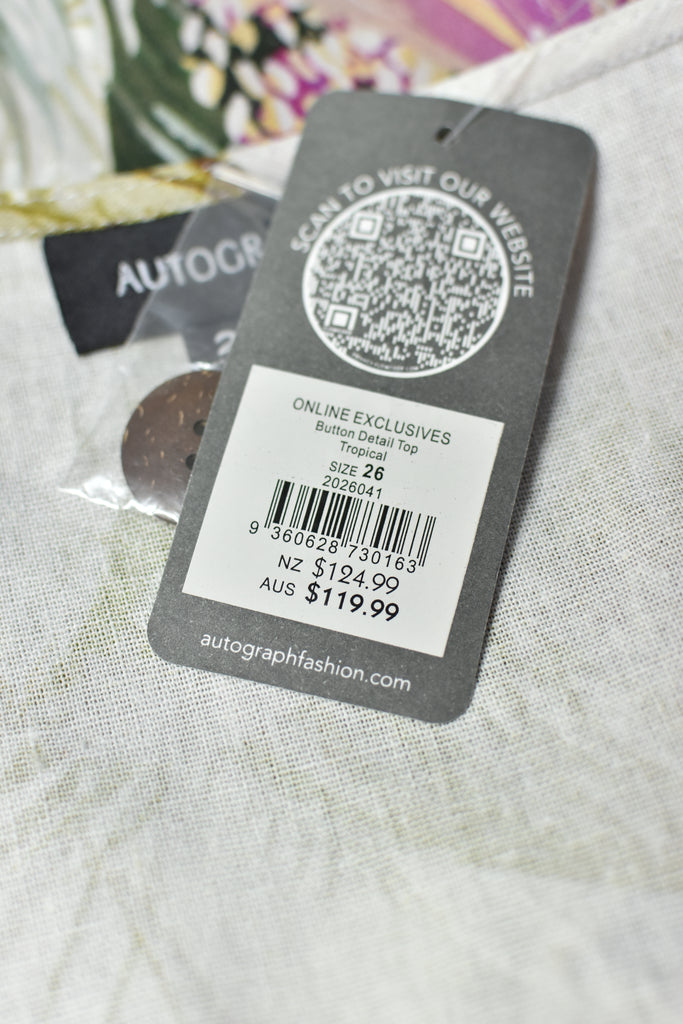 SCAN TO VISIT OUR WEBSITE
AUTOGR
2
ONLINE EXCLUSIVES
Button Detail Top
Tropical
SIZE 26
2026041
9 360628 730163
NZ $124.99
AUS $119.99
autographfashion.com